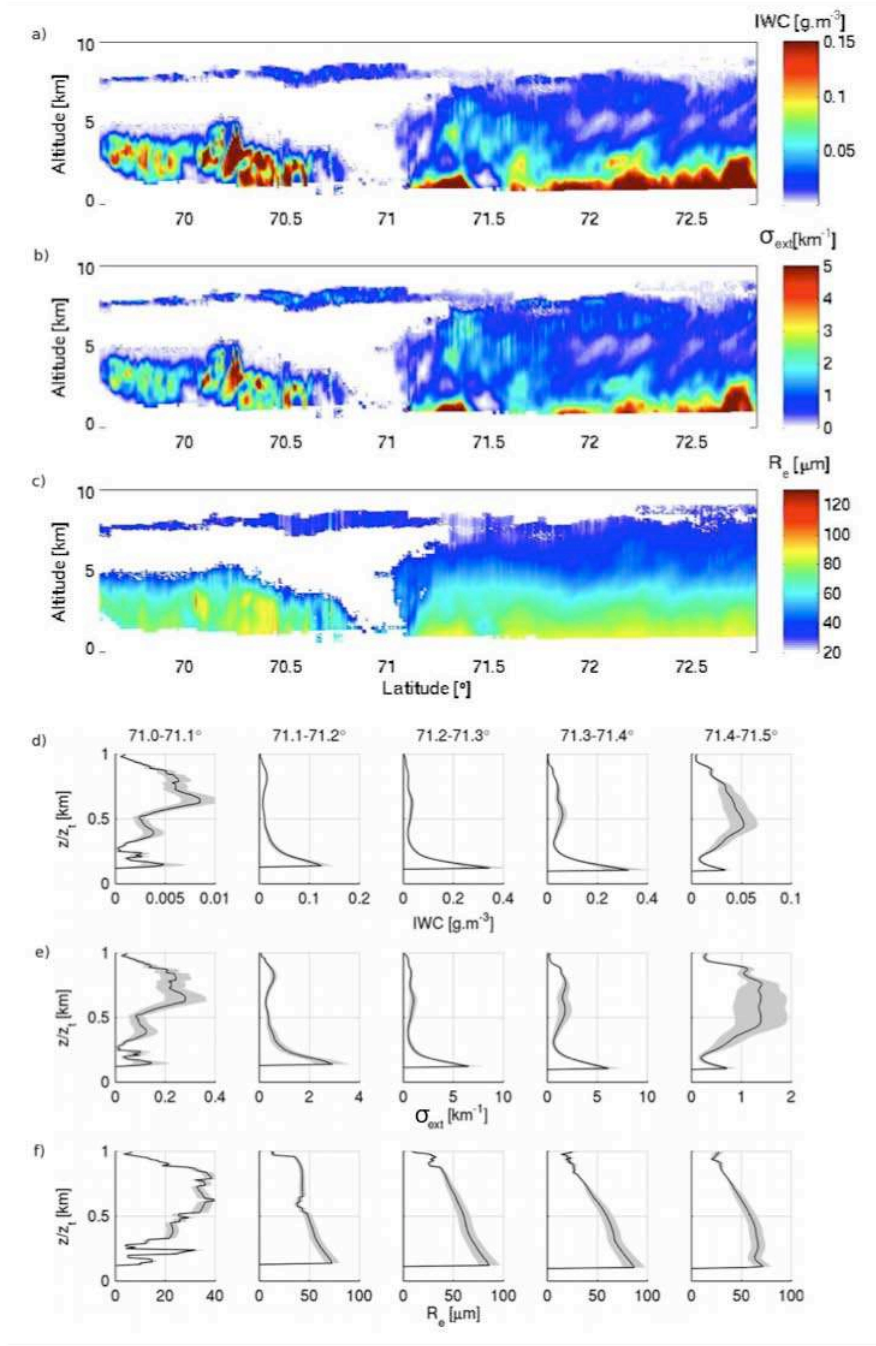 IWC [g.m-3]
a)
10
5
0
Altitude [km]
0.15
0.1
0.05
70 70.5 71 71.5 72 72.5
σext[km-1]
b)
10
5
0
Altitude [km]
5
4
3
2
1
0
70 70.5 71 71.5 72 72.5
Re [μm]
c)
10
5
0
Altitude [km]
120
100
80
60
40
20
70 70.5 71 71.5 72 72.5
Latitude [°]
d) 71.0-71.1° 71.1-71.2° 71.2-71.3° 71.3-71.4° 71.4-71.5°
1
0.5
0
z/zt [km]
0 0.005 0.01 0 0.1 0.2 0 0.2 0.4 0 0.2 0.4 0 0.05 0.1
IWC [g.m-3]
e)
1
0.5
0
z/zt [km]
0 0.2 0.4 0 2 4 0 5 10 0 5 10 0 1 2
σext [km-1]
f)
1
0.5
0
z/zt [km]
0 20 40 0 50 100 0 50 100 0 50 100 0 50 100
Re [μm]